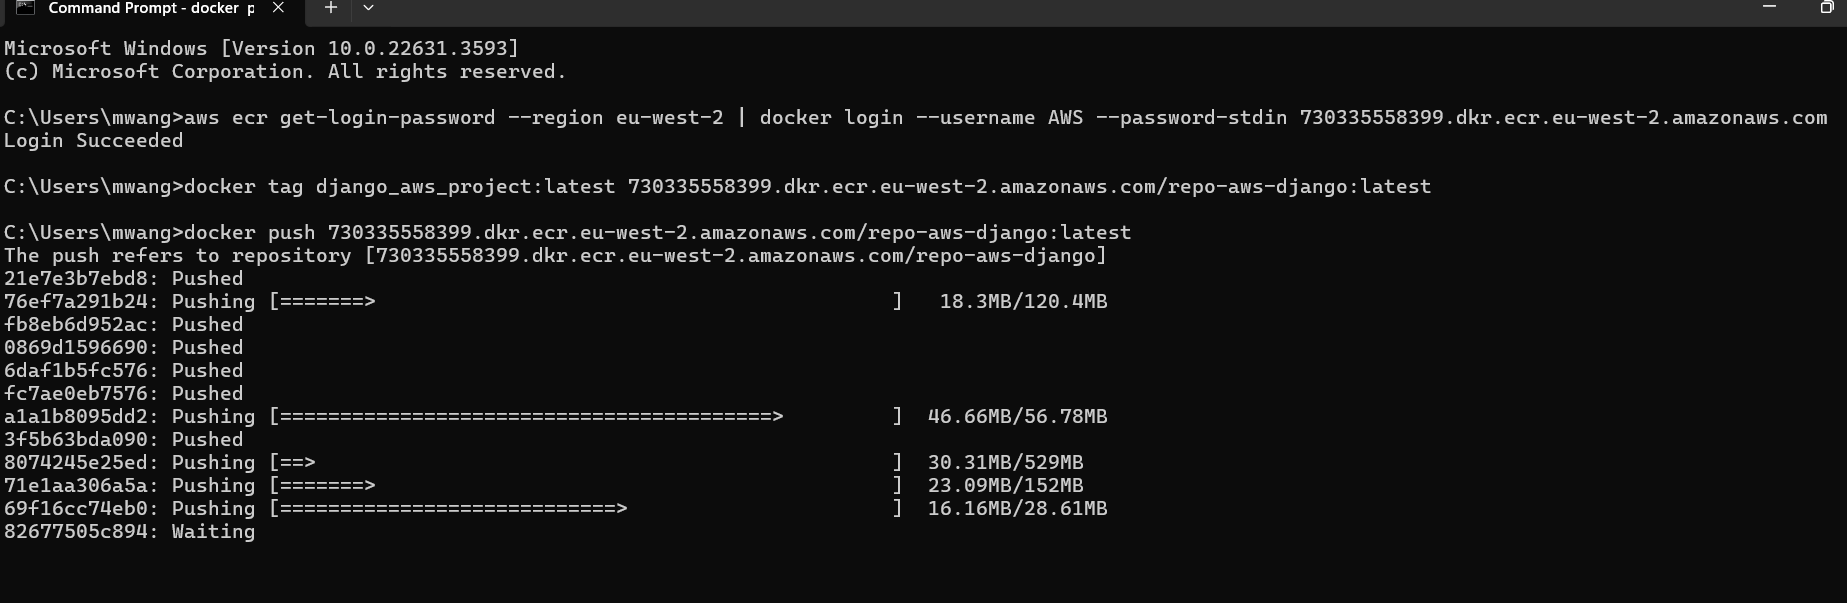 Command Prompt - docker p
Microsoft Windows [Version 10.0.22631.3593]
(c) Microsoft Corporation. All rights reserved.
C:\Users\mwang>aws ecr get-login-password --region eu-west-2 | docker login --username AWS --password-stdin 730335558399.dkr.ecr.eu-west-2.amazonaws.com
Login Succeeded
C:\Users\mwang>docker tag django_aws_project:latest 730335558399.dkr.ecr.eu-west-2.amazonaws.com/repo-aws-django:latest
C:\Users\mwang>docker push 730335558399.dkr.ecr.eu-west-2.amazonaws.com/repo-aws-django:latest
The push refers to repository [730335558399.dkr.ecr.eu-west-2.amazonaws.com/repo-aws-django]
21e7e3b7ebd8: Pushed
76ef7a291b24: Pushing [=======>                                           ]   18.3MB/120.4MB
fb8eb6d952ac: Pushed
0869d1596690: Pushed
6daf1b5fc576: Pushed
fc7ae0eb7576: Pushed
a1a1b8095dd2: Pushing [=========================================>         ]  46.66MB/56.78MB
3f5b63bda090: Pushed
8074245e25ed: Pushing [==>                                                ]  30.31MB/529MB
71e1aa306a5a: Pushing [=======>                                           ]  23.09MB/152MB
69f16cc74eb0: Pushing [============================>                      ]  16.16MB/28.61MB
82677505c894: Waiting